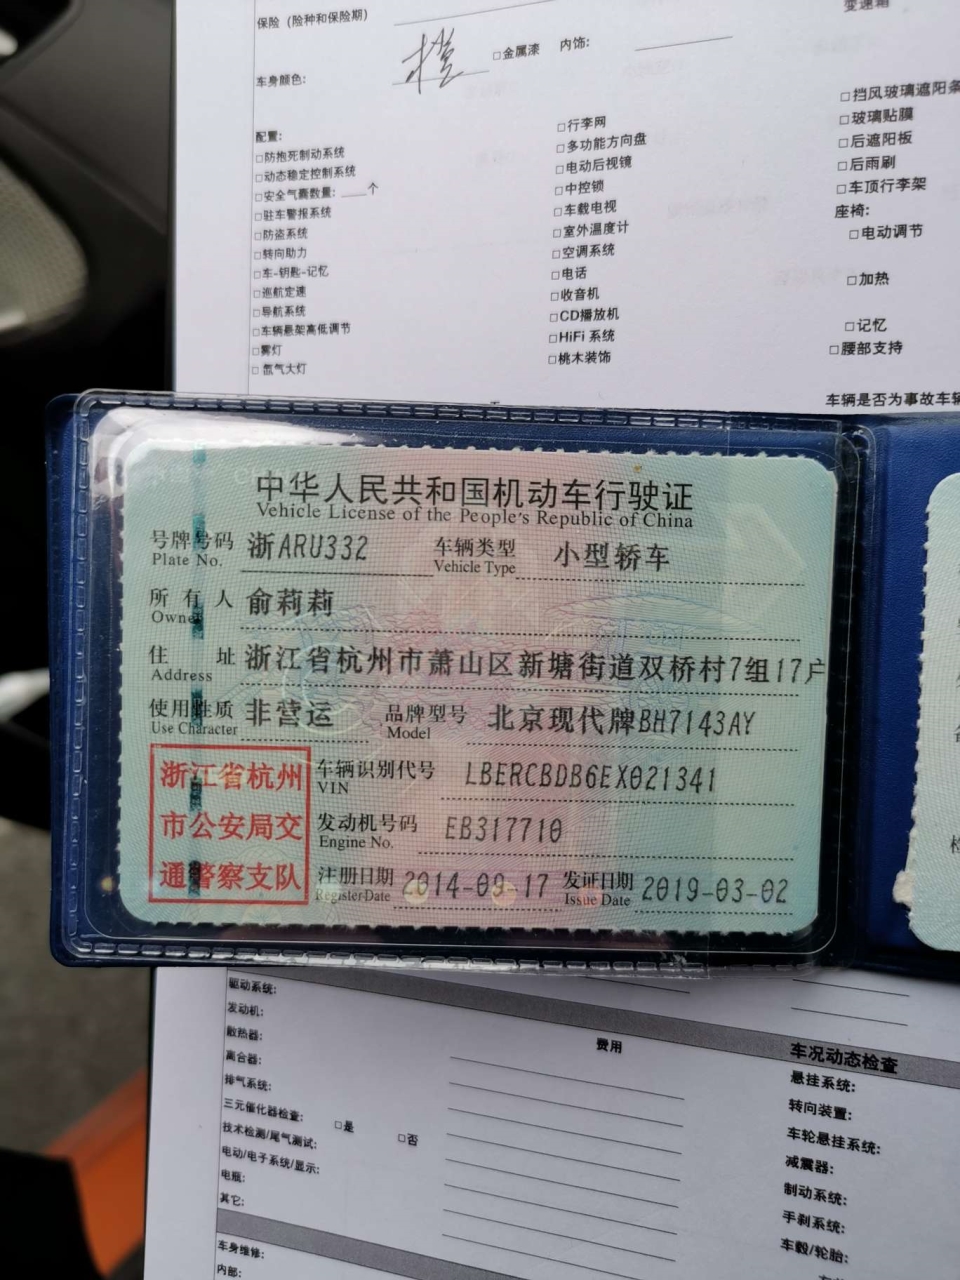 变速箱
保险（险种和保险期）
车身颜色： 橙 □金属漆 内饰：
配置：
□防抱死制动系统
□动态稳定控制系统
□安全气囊数量：____个
□驻车警报系统
□防盗系统
□转向助力
□车-钥匙-记忆
□巡航定速
□导航系统
□车辆悬架高低调节
□雾灯
□氙气大灯
□行李网
□多功能方向盘
□电动后视镜
□中控锁
□车载电视
□室外温度计
□空调系统
□电话
□收音机
□CD播放机
□HiFi 系统
□桃木装饰
□挡风玻璃遮阳条
□玻璃贴膜
□后遮阳板
□后雨刷
□车顶行李架
座椅：
□电动调节
□加热
□记忆
□腰部支持
车辆是否为事故车辆
中华人民共和国机动车行驶证
Vehicle License of the People's Republic of China
号牌号码 浙ARU332 车辆类型 小型轿车
Plate No. Vehicle Type
所有人 俞莉莉
Owner
住址 浙江省杭州市萧山区新塘街道双桥村7组17户
Address
使用性质 非营运 品牌型号 北京现代牌BH7143AY
Use Character Model
浙江省杭州
市公安局交
通警察支队
车辆识别代号 LBERCBDB6EX021341
VIN
发动机号码 EB317710
Engine No.
注册日期 2014-09-17 发证日期 2019-03-02
Register Date Issue Date
驱动系统：
发动机：
散热器：
离合器：
排气系统：
三元催化器检查： □是 □否
技术检测/尾气测试：
电动/电子系统/显示：
电瓶：
其它：
费用
车身维修：
内部：
车况动态检查
悬挂系统：
转向装置：
车轮悬挂系统：
减震器：
制动系统：
手刹系统：
车毂/轮胎：